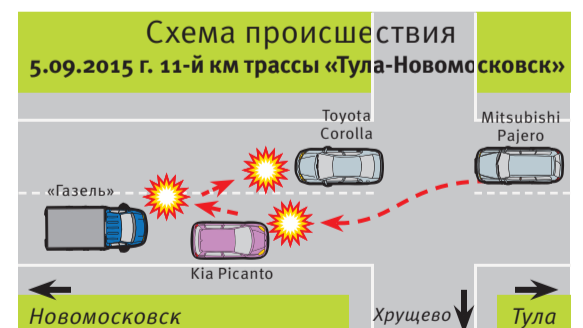 Схема происшествия
5.09.2015 г. 11-й км трассы «Тула-Новомосковск»
Toyota
Corolla
Mitsubishi
Pajero
«Газель»
Kia Picanto
Новомосковск
Хрущево
Тула